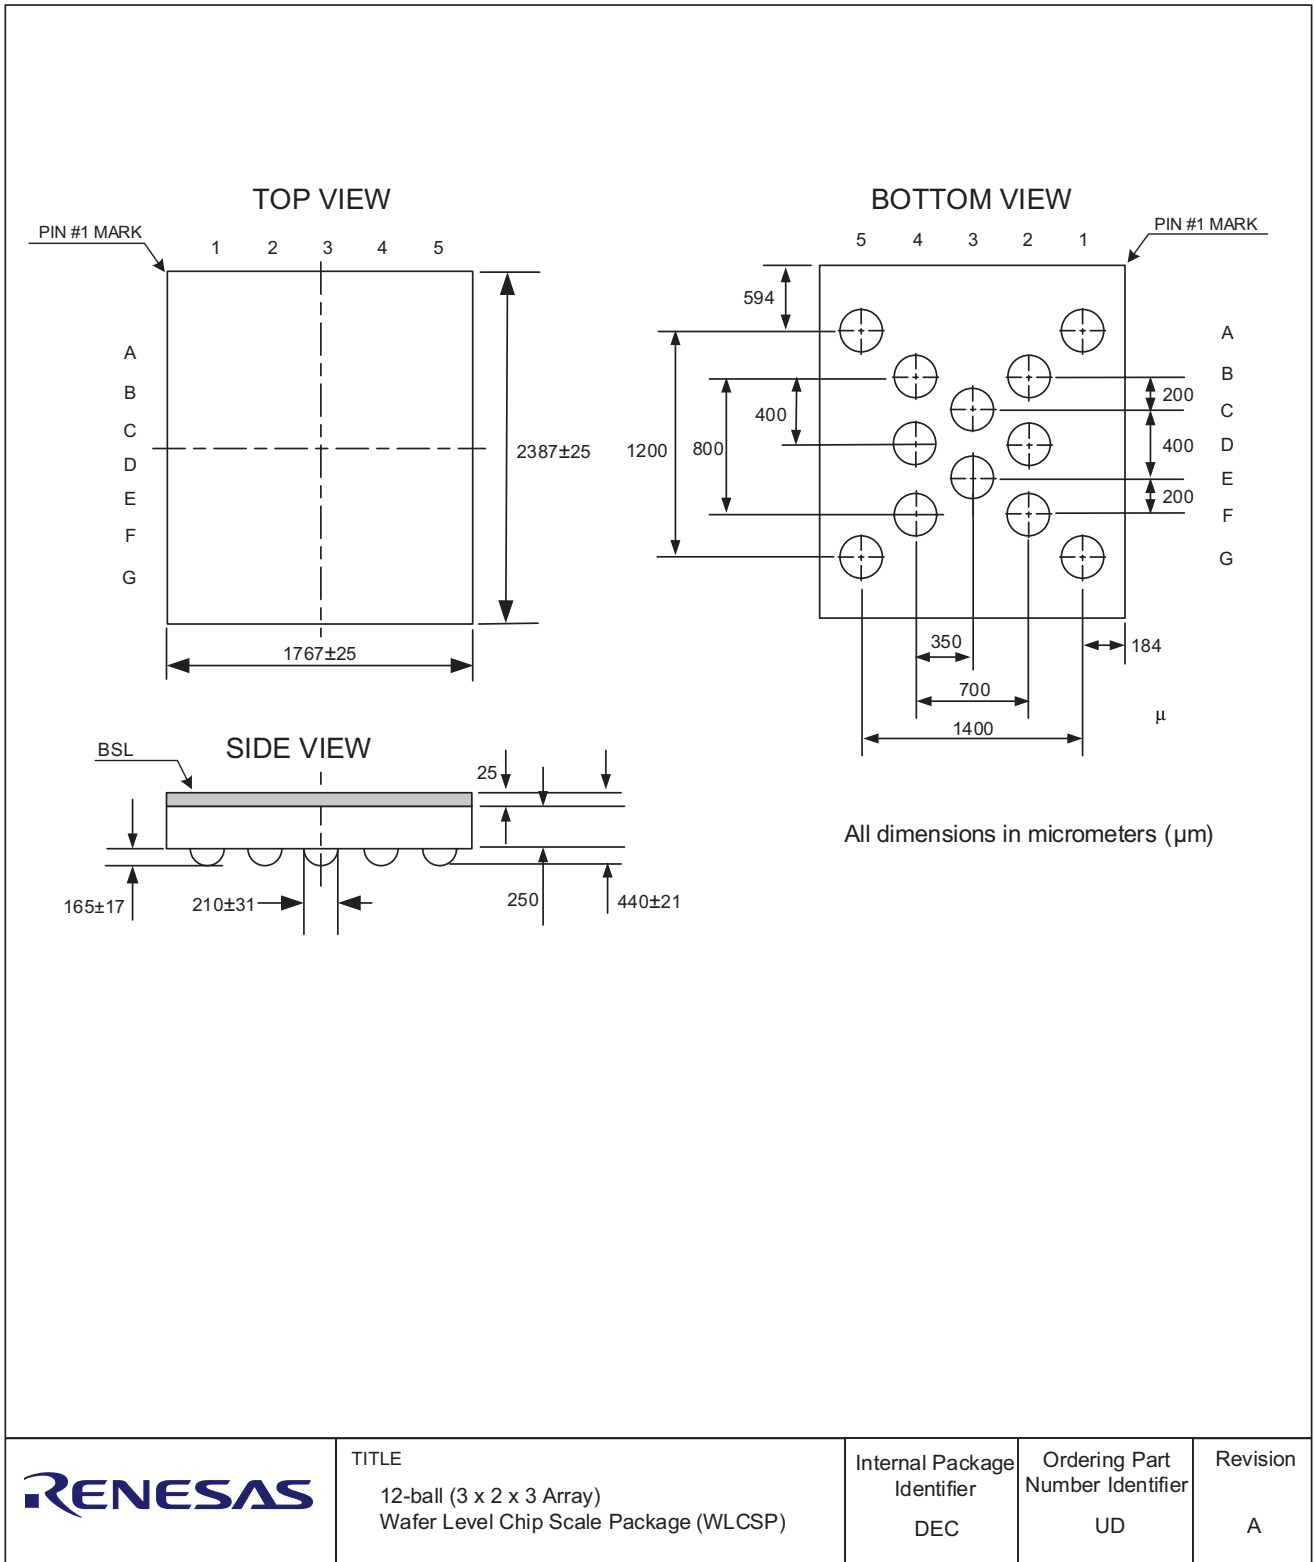 TOP VIEW
PIN #1 MARK
1 2 3 4 5
A
B
C
D
E
F
G
2387±25
1767±25
BOTTOM VIEW
PIN #1 MARK
5 4 3 2 1
594
1200
800
400
A
B
C
D
E
F
G
200
400
200
350
184
700
1400
μ
SIDE VIEW
BSL
25
165±17
210±31
250
440±21
All dimensions in micrometers (μm)
RENESAS
TITLE
12-ball (3 x 2 x 3 Array)
Wafer Level Chip Scale Package (WLCSP)
Internal Package
Identifier
DEC
Ordering Part
Number Identifier
UD
Revision
A